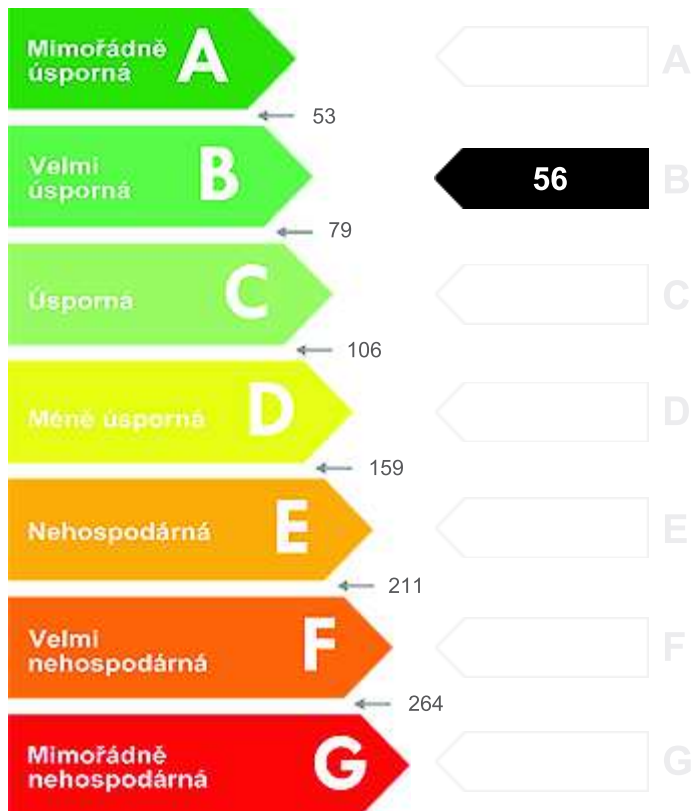 Mimořádně
úsporná
A
A
53
Velmi
úsporná
B
56
B
79
Úsporná
C
C
106
Méně úsporná
D
D
159
Nehospodárná
E
E
211
Velmi
nehospodárná
F
F
264
Mimořádně
nehospodárná
G
G